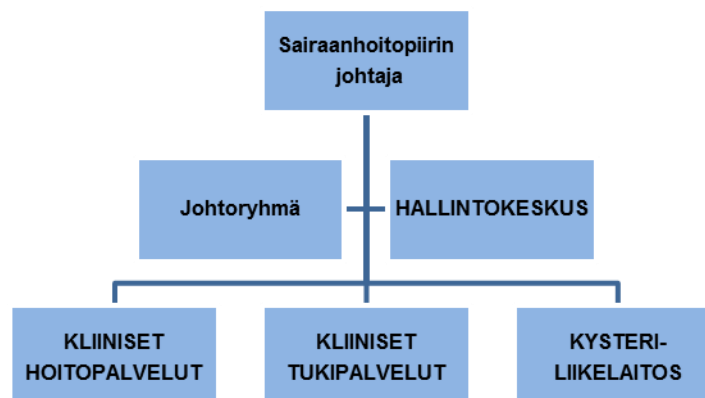 Sairaanhoitopiirin
johtaja
Johtoryhmä
HALLINTOKESKUS
KLIINISET
HOITOPALVELUT
KLIINISET
TUKIPALVELUT
KYSTERI-
LIIKELAITOS